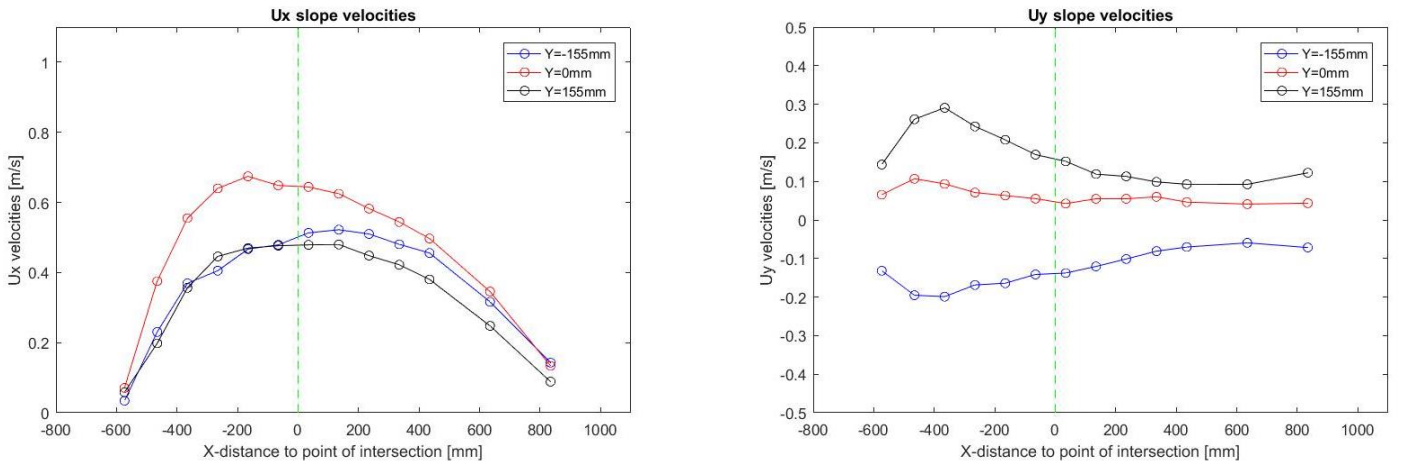 Ux slope velocities
Ux velocities [m/s]
1
0.8
0.6
0.4
0.2
0
-800 -600 -400 -200 0 200 400 600 800 1000
X-distance to point of intersection [mm]
Y=-155mm
Y=0mm
Y=155mm
Uy slope velocities
Uy velocities [m/s]
0.5
0.4
0.3
0.2
0.1
0
-0.1
-0.2
-0.3
-0.4
-0.5
-800 -600 -400 -200 0 200 400 600 800 1000
X-distance to point of intersection [mm]
Y=-155mm
Y=0mm
Y=155mm